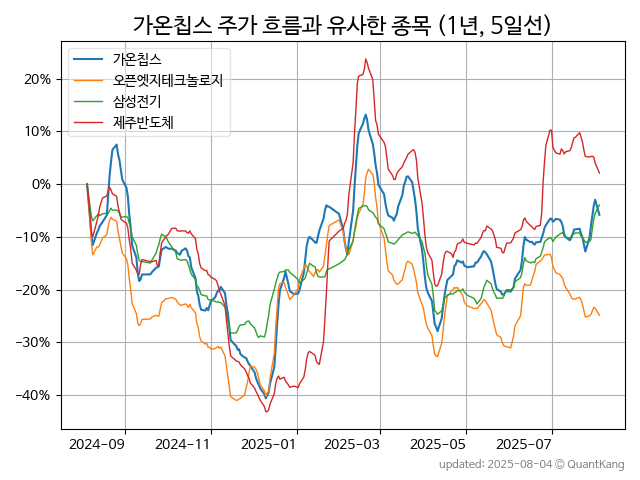 가온칩스 주가 흐름과 유사한 종목 (1년, 5일선)
가온칩스
오픈엣지테크놀로지
삼성전기
제주반도체
20%
10%
0%
−10%
−20%
−30%
−40%
2024−09
2024−11
2025−01
2025−03
2025−05
2025−07
updated: 2025-08-04 © QuantKang